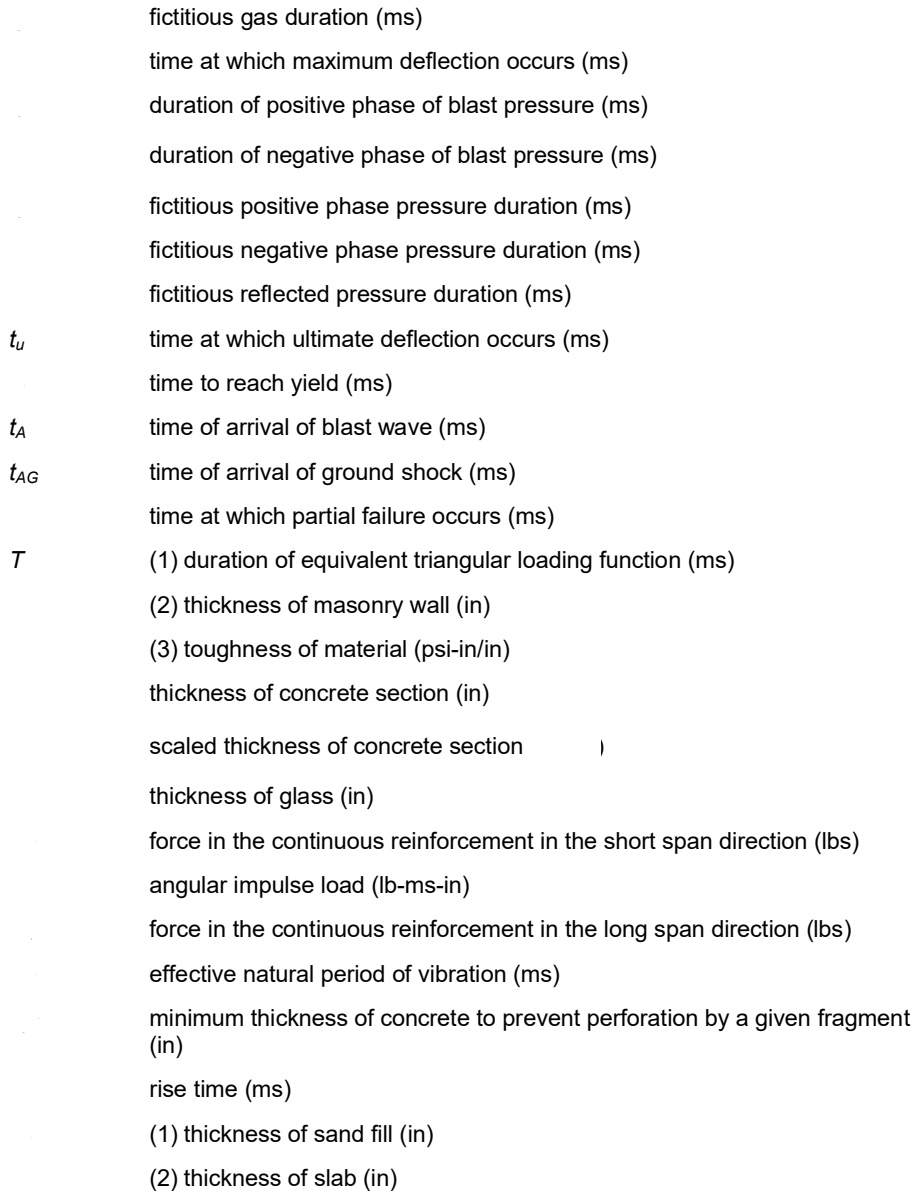 fictitious gas duration (ms)
time at which maximum deflection occurs (ms)
duration of positive phase of blast pressure (ms)
duration of negative phase of blast pressure (ms)
fictitious positive phase pressure duration (ms)
fictitious negative phase pressure duration (ms)
fictitious reflected pressure duration (ms)
t_u time at which ultimate deflection occurs (ms)
time to reach yield (ms)
t_A time of arrival of blast wave (ms)
t_AG time of arrival of ground shock (ms)
time at which partial failure occurs (ms)
T (1) duration of equivalent triangular loading function (ms)
(2) thickness of masonry wall (in)
(3) toughness of material (psi-in/in)
thickness of concrete section (in)
scaled thickness of concrete section )
thickness of glass (in)
force in the continuous reinforcement in the short span direction (lbs)
angular impulse load (lb-ms-in)
force in the continuous reinforcement in the long span direction (lbs)
effective natural period of vibration (ms)
minimum thickness of concrete to prevent perforation by a given fragment
(in)
rise time (ms)
(1) thickness of sand fill (in)
(2) thickness of slab (in)